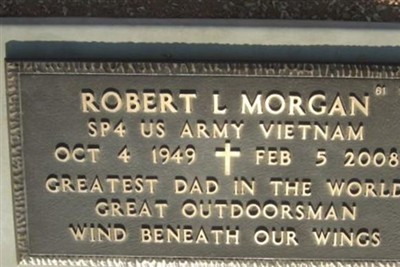 ROBERT L MORGAN 81
SP4 US ARMY VIETNAM
OCT 4 1949 FEB 5 2008
GREATEST DAD IN THE WORLD
GREAT OUTDOORSMAN
WIND BENEATH OUR WINGS